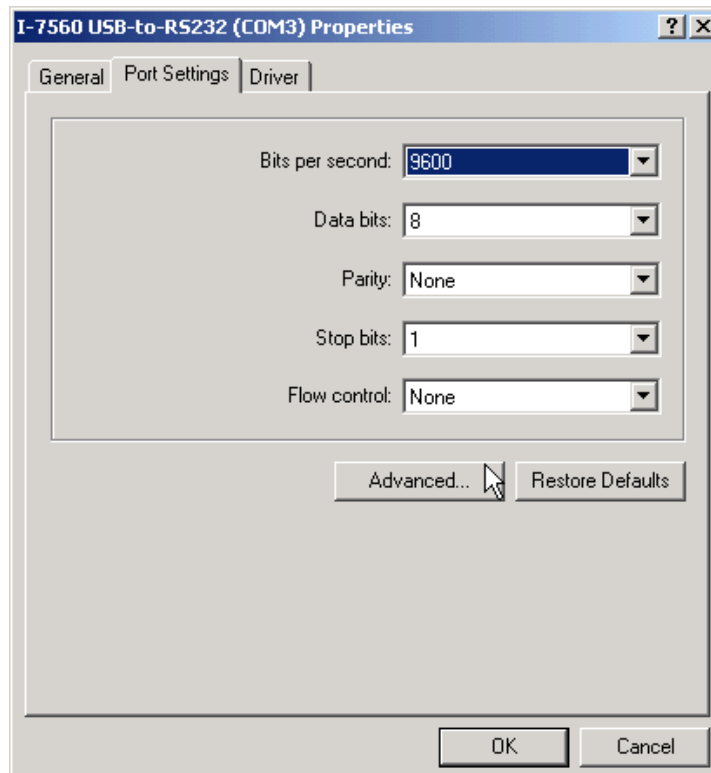 I-7560 USB-to-RS232 (COM3) Properties ? X
General Port Settings Driver
Bits per second: 9600
Data bits: 8
Parity: None
Stop bits: 1
Flow control: None
Advanced... Restore Defaults
OK Cancel